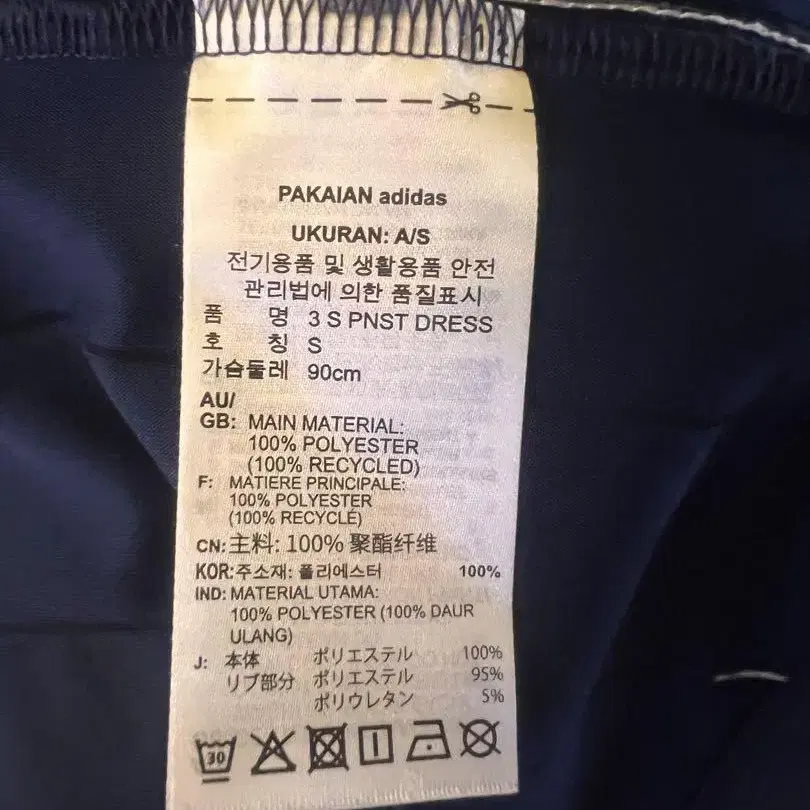 PAKAIAN adidas
UKURAN: A/S
전기용품 및 생활용품 안전
관리법에 의한 품질표시
품 명 3 S PNST DRESS
호 칭 S
가슴둘레 90cm
AU/
GB: MAIN MATERIAL:
100% POLYESTER
(100% RECYCLED)
F: MATIERE PRINCIPALE:
100% POLYESTER
(100% RECYCLÉ)
CN: 主料: 100% 聚酯纤维
KOR: 주소재: 폴리에스터 100%
IND: MATERIAL UTAMA:
100% POLYESTER (100% DAUR
ULANG)
J: 本体 ポリエステル 100%
リブ部分 ポリエステル 95%
ポリウレタン 5%
30